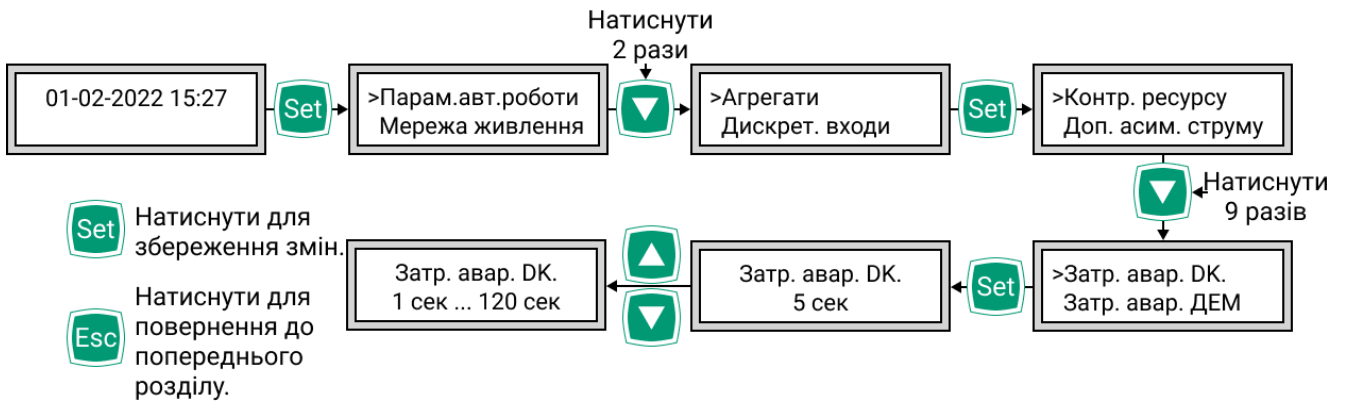 Натиснути
2 рази
01-02-2022 15:27
Set
>Парам.авт.роботи
Мережа живлення
>Агрегати
Дискрет. входи
Set
>Контр. ресурсу
Доп. асим. струму
Натиснути
9 разів
Set
Натиснути для
збереження змін.
Затр. авар. DK.
1 сек ... 120 сек
Затр. авар. DK.
5 сек
Set
>Затр. авар. DK.
Затр. авар. ДЕМ
Esc
Натиснути для
повернення до
попереднього
розділу.